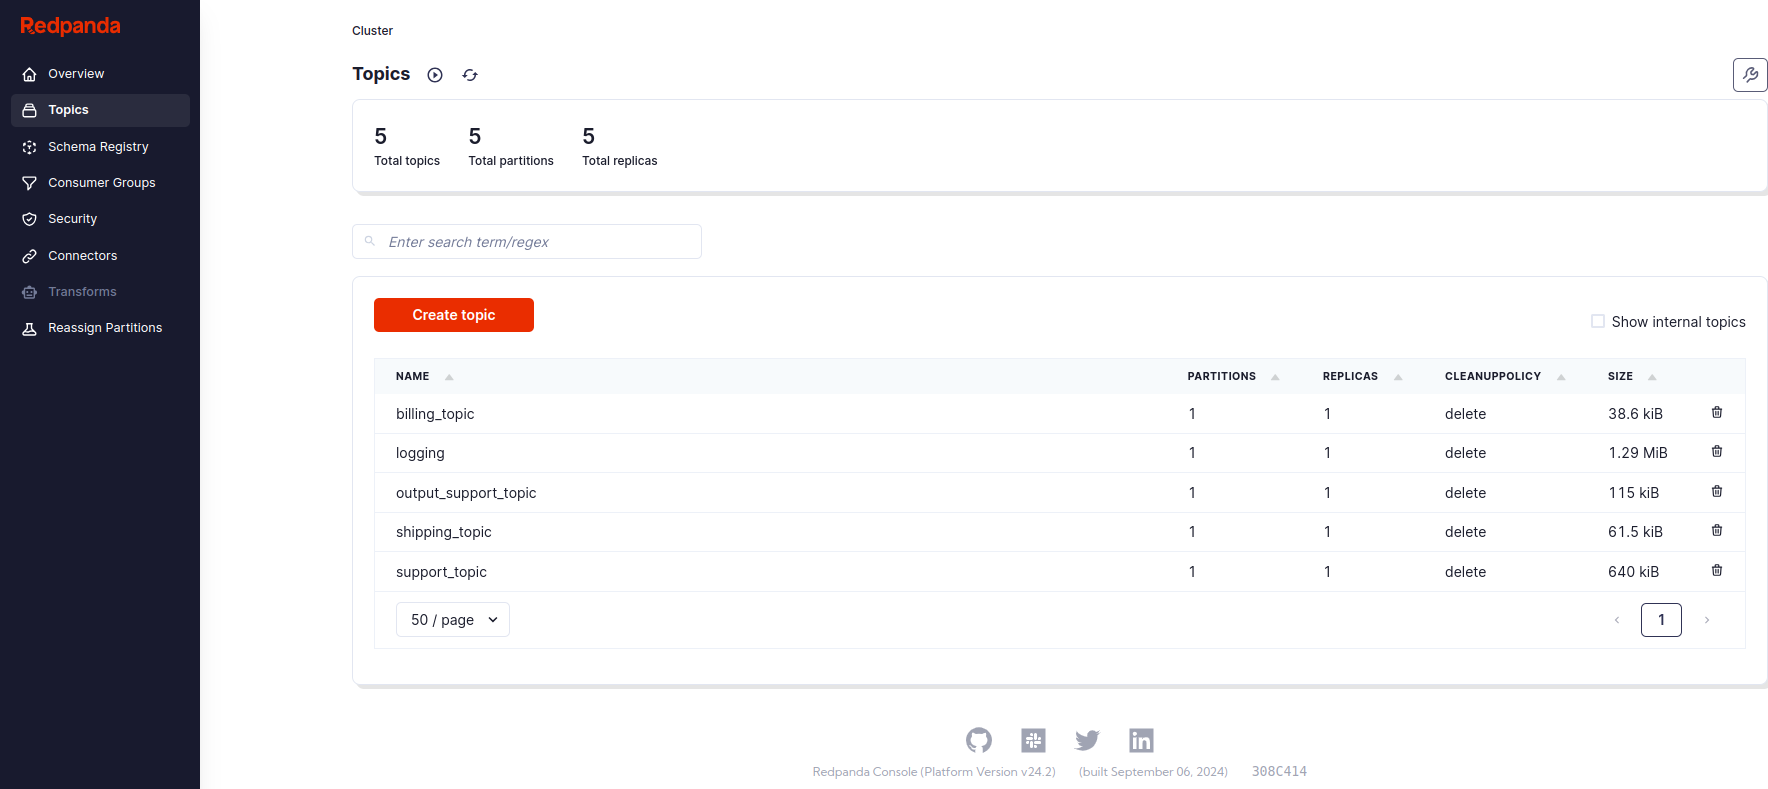 Redpanda
Overview
Topics
Schema Registry
Consumer Groups
Security
Connectors
Transforms
Reassign Partitions
Cluster
Topics
5 5 5
Total topics Total partitions Total replicas
Enter search term/regex
Create topic
Show internal topics
NAME PARTITIONS REPLICAS CLEANUPPOLICY SIZE
billing_topic 1 1 delete 38.6 kiB
logging 1 1 delete 1.29 MiB
output_support_topic 1 1 delete 115 kiB
shipping_topic 1 1 delete 61.5 kiB
support_topic 1 1 delete 640 kiB
50 / page 1
in
Redpanda Console (Platform Version v24.2) (built September 06, 2024) 308C414